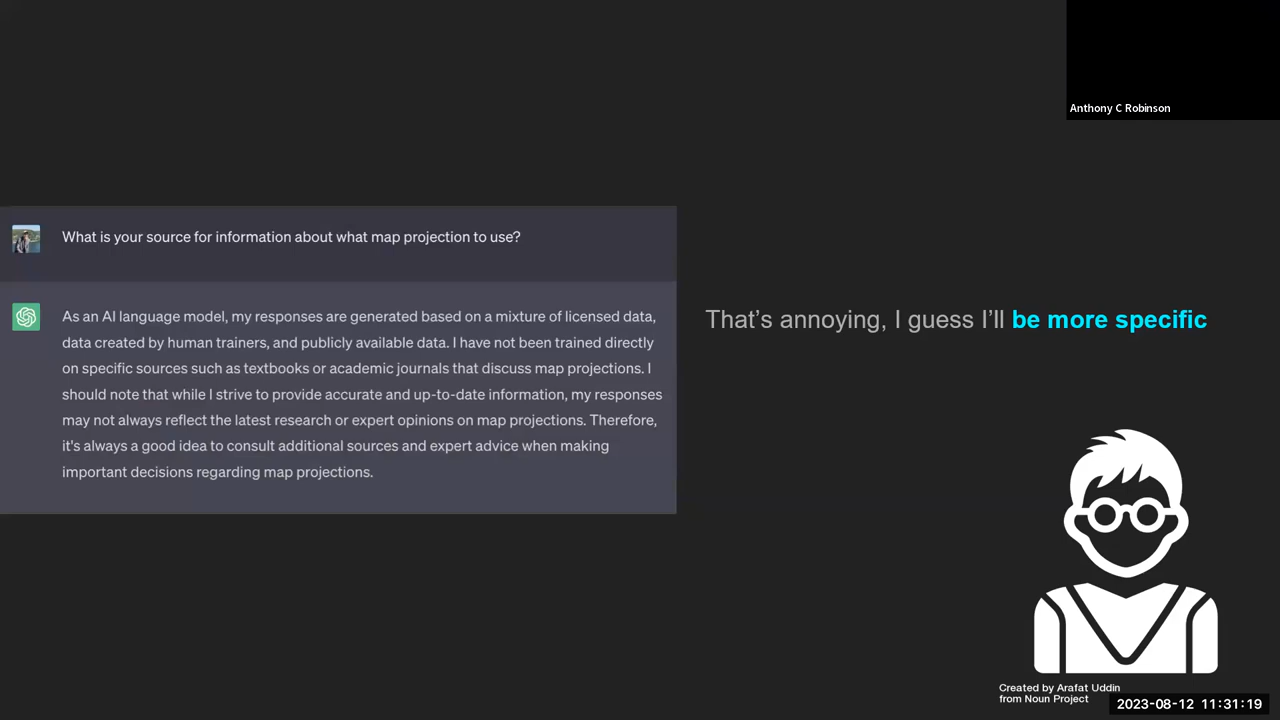 Anthony C Robinson
What is your source for information about what map projection to use?
As an AI language model, my responses are generated based on a mixture of licensed data,
data created by human trainers, and publicly available data. I have not been trained directly
on specific sources such as textbooks or academic journals that discuss map projections. I
should note that while I strive to provide accurate and up-to-date information, my responses
may not always reflect the latest research or expert opinions on map projections. Therefore,
it's always a good idea to consult additional sources and expert advice when making
important decisions regarding map projections.
That’s annoying, I guess I’ll be more specific
Created by Arafat Uddin
from Noun Project
2023-08-12 11:31:19